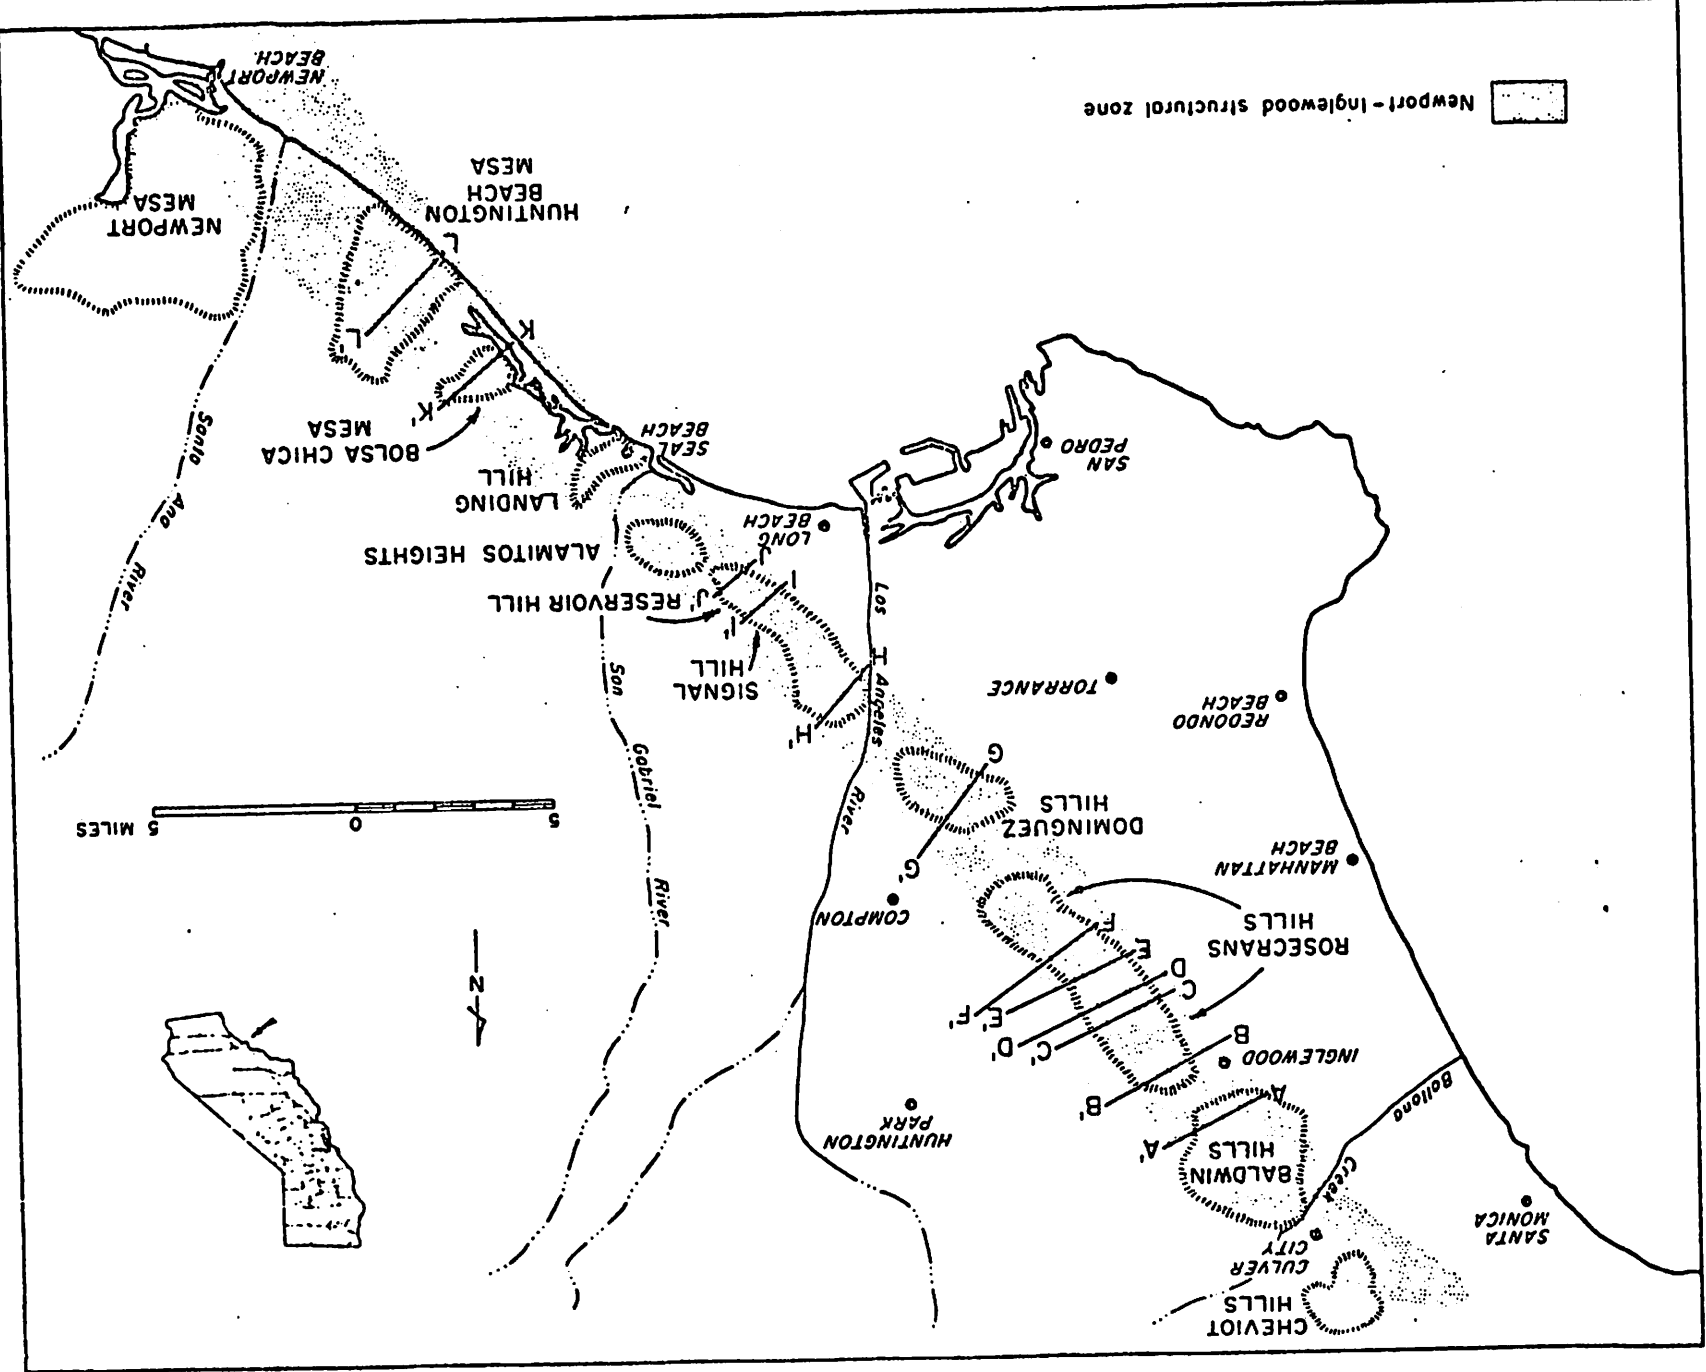 CHEVIOT
HILLS
CULVER
CITY
SANTA
MONICA
BALDWIN
HILLS
Ballona
Creek
A
A'
HUNTINGTON
PARK
INGLEWOOD
B
B'
C
C'
D
D'
E
E'
F
F'
ROSECRANS
HILLS
N
COMPTON
MANHATTAN
BEACH
G
G'
DOMINGUEZ
HILLS
5 0 5 MILES
REDONDO
BEACH
TORRANCE
Los Angeles River
San Gabriel River
Santa Ana River
H
H'
SIGNAL
HILL
I
I'
RESERVOIR HILL
J
J'
ALAMITOS HEIGHTS
LONG
BEACH
SAN
PEDRO
LANDING
HILL
SEAL
BEACH
BOLSA CHICA
MESA
K
K'
L
L'
HUNTINGTON
BEACH
MESA
NEWPORT
MESA
NEWPORT
BEACH
Newport-Inglewood structural zone